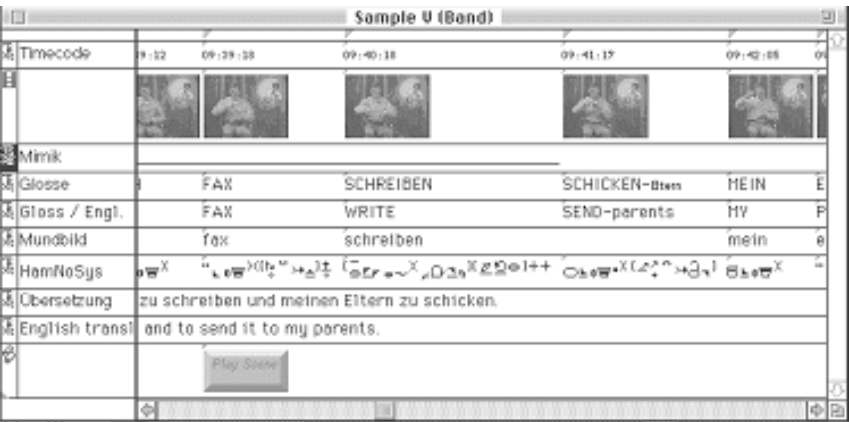 Sample V (Band)
Timecode 9:12 09:39:18 09:40:18 09:41:17 09:42:05
Mimik
Glosse FAX SCHREIBEN SCHICKEN-Eltern MEIN E
Gloss / Engl. FAX WRITE SEND-parents MY P
Mundbild fax schreiben mein e
HamNoSys
Übersetzung zu schreiben und meinen Eltern zu schicken.
English transl and to send it to my parents.
Play Scene